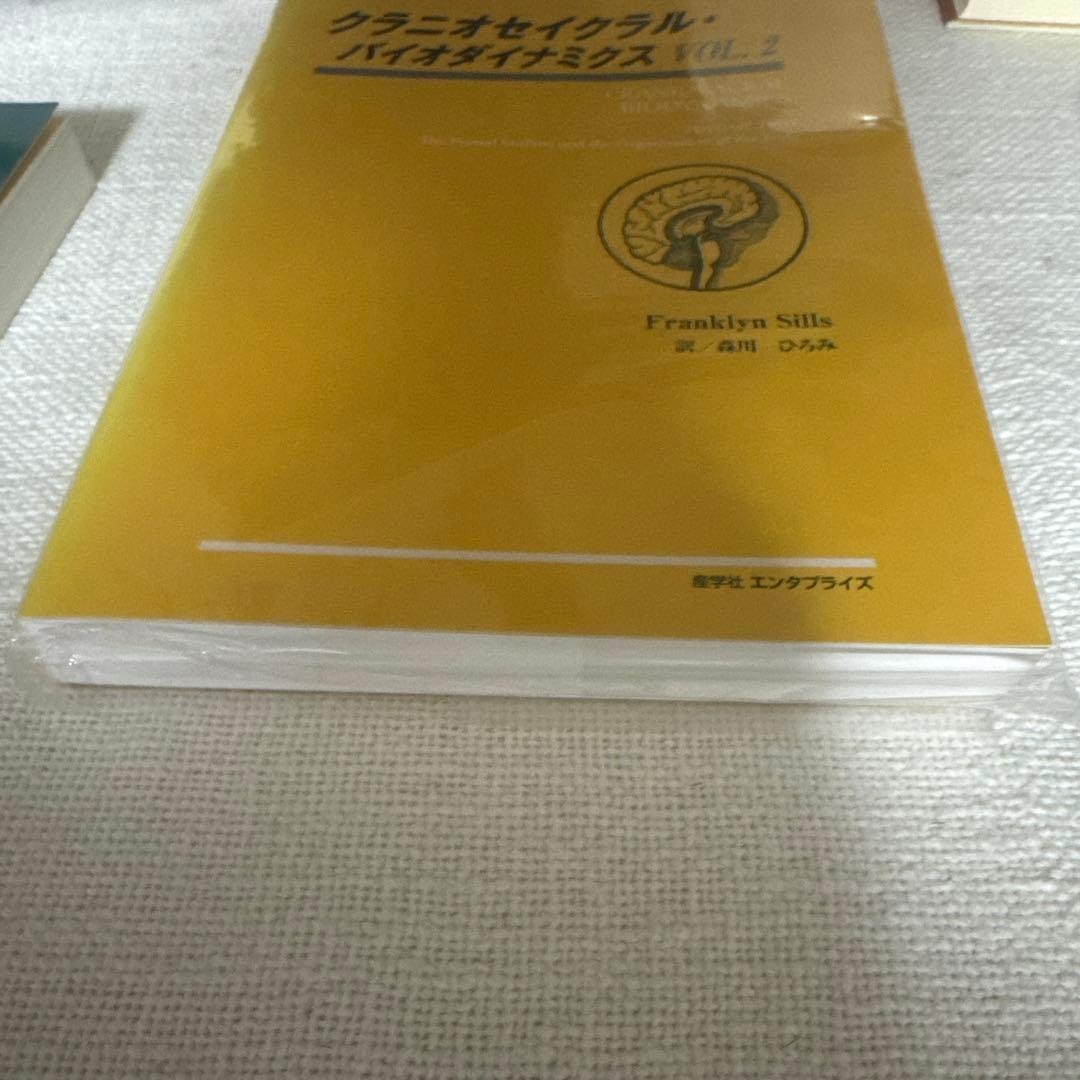 クラニオセイクラル・
バイオダイナミクス VOL. 2
Franklyn Sills
訳／森川 ひろみ
産学社 エンタプライズ